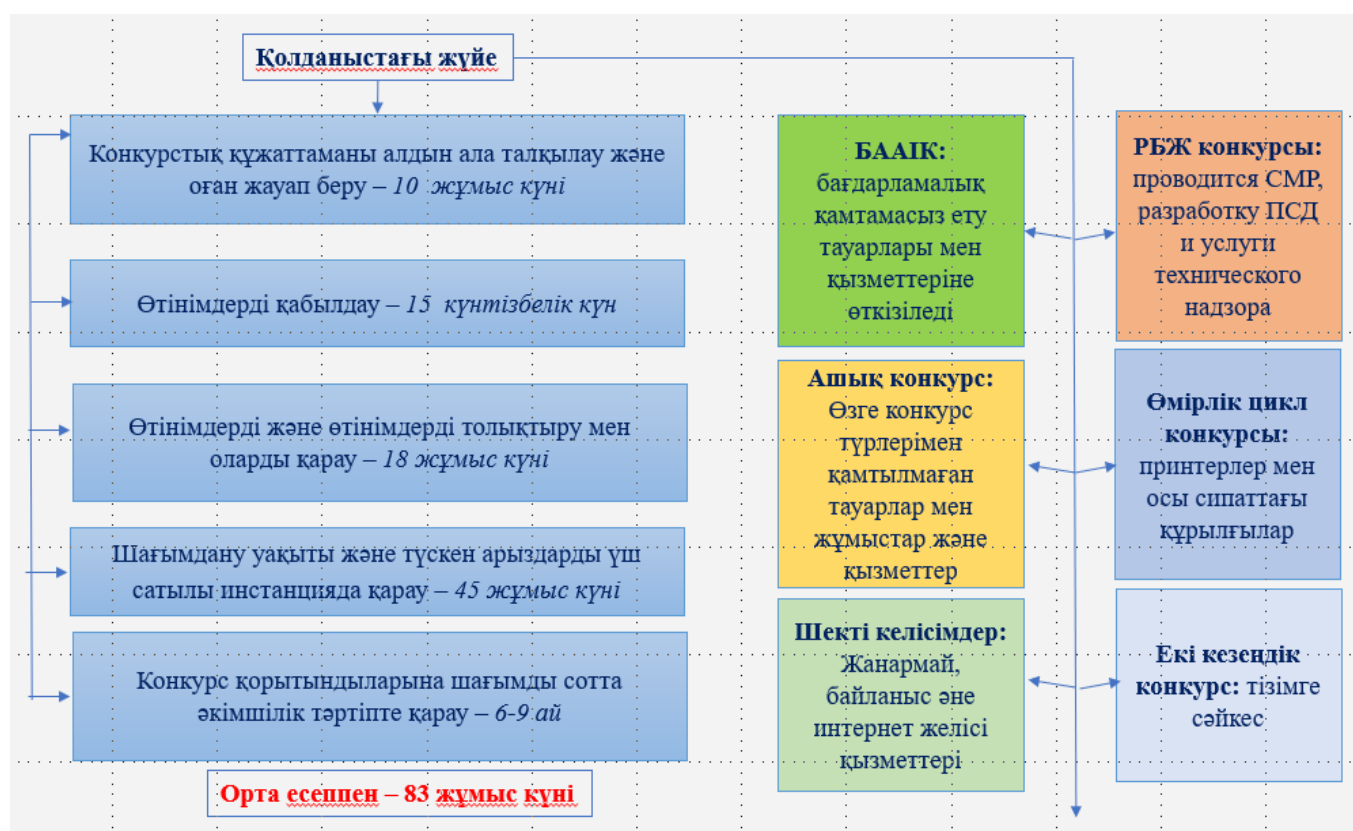 Қолданыстағы жүйе
Конкурстық құжаттаманы алдын ала талқылау және
оған жауап беру – 10 жұмыс күні
Өтінімдерді қабылдау – 15 күнтізбелік күн
Өтінімдерді және өтінімдерді толықтыру мен
оларды қарау – 18 жұмыс күні
Шағымдану уақыты және түскен арыздарды үш
сатылы инстанцияда қарау – 45 жұмыс күні
Конкурс қорытындыларына шағымды сотта
әкімшілік тәртіпте қарау – 6-9 ай
Орта есеппен – 83 жұмыс күні
БААІК:
бағдарламалық
қамтамасыз ету
тауарлары мен
қызметтеріне
өткізіледі
РБЖ конкурсы:
проводится СМР,
разработку ПСД
и услуги
технического
надзора
Ашық конкурс:
Өзге конкурс
түрлерімен
қамтылмаған
тауарлар мен
жұмыстар және
қызметтер
Өмірлік цикл
конкурсы:
принтерлер мен
осы сипаттағы
құрылғылар
Шекті келісімдер:
Жанармай,
байланыс әне
интернет желісі
қызметтері
Екі кезеңдік
конкурс: тізімге
сәйкес